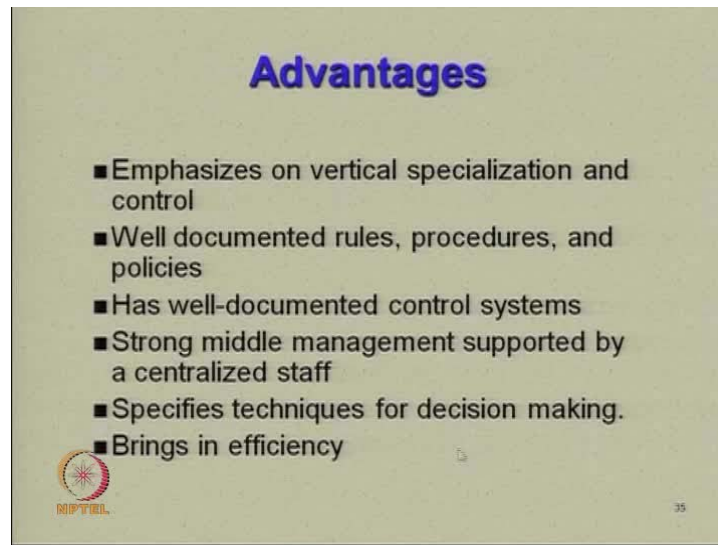 Advantages
■ Emphasizes on vertical specialization and
control
■ Well documented rules, procedures, and
policies
■ Has well-documented control systems
■ Strong middle management supported by
a centralized staff
■ Specifies techniques for decision making.
■ Brings in efficiency
NPTEL
35